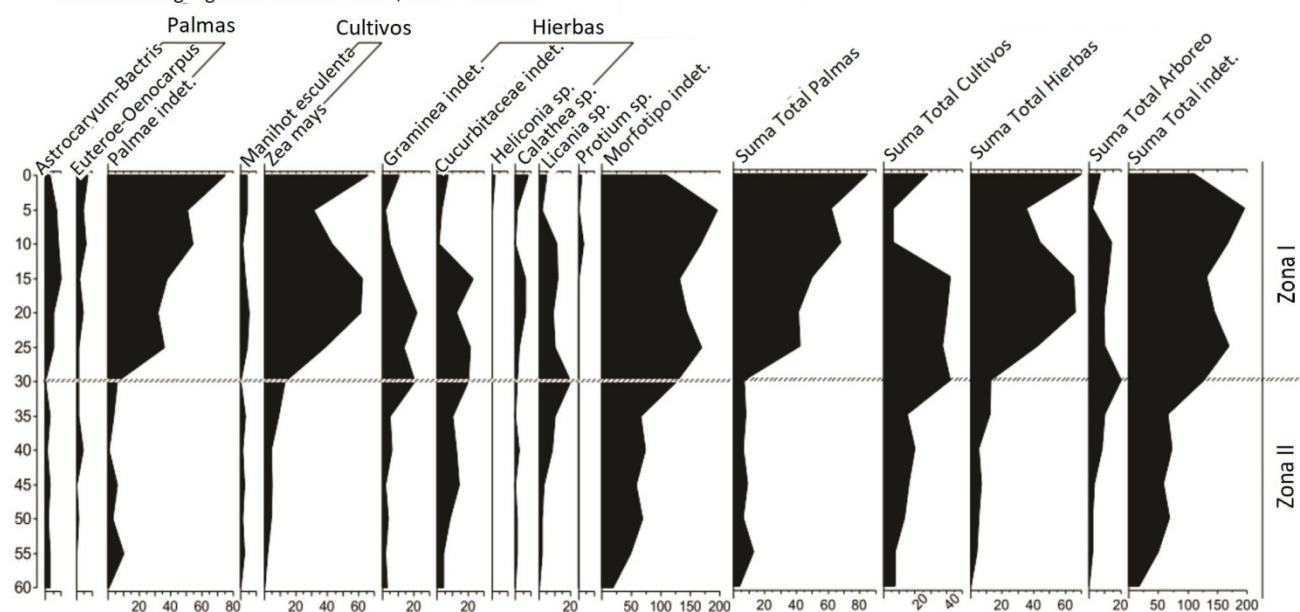 Palmas Cultivos Hierbas
Astrocaryum-Bactris Euteroe-Oenocarpus Palmae indet. Manihot esculenta Zea mays Graminea indet. Cucurbitaceae indet. Heliconia sp. Calathea sp. Licania sp. Protium sp. Morfotipo indet. Suma Total Palmas Suma Total Cultivos Suma Total Hierbas Suma Total Arboreo Suma Total indet.
0
5
10
15
20
25
30
35
40
45
50
55
60
Zona I
Zona II
20 40 60 80 20 40 60 20 20 20 50 100 150 200 20 40 60 80 20 40 20 40 60 50 100 150 200